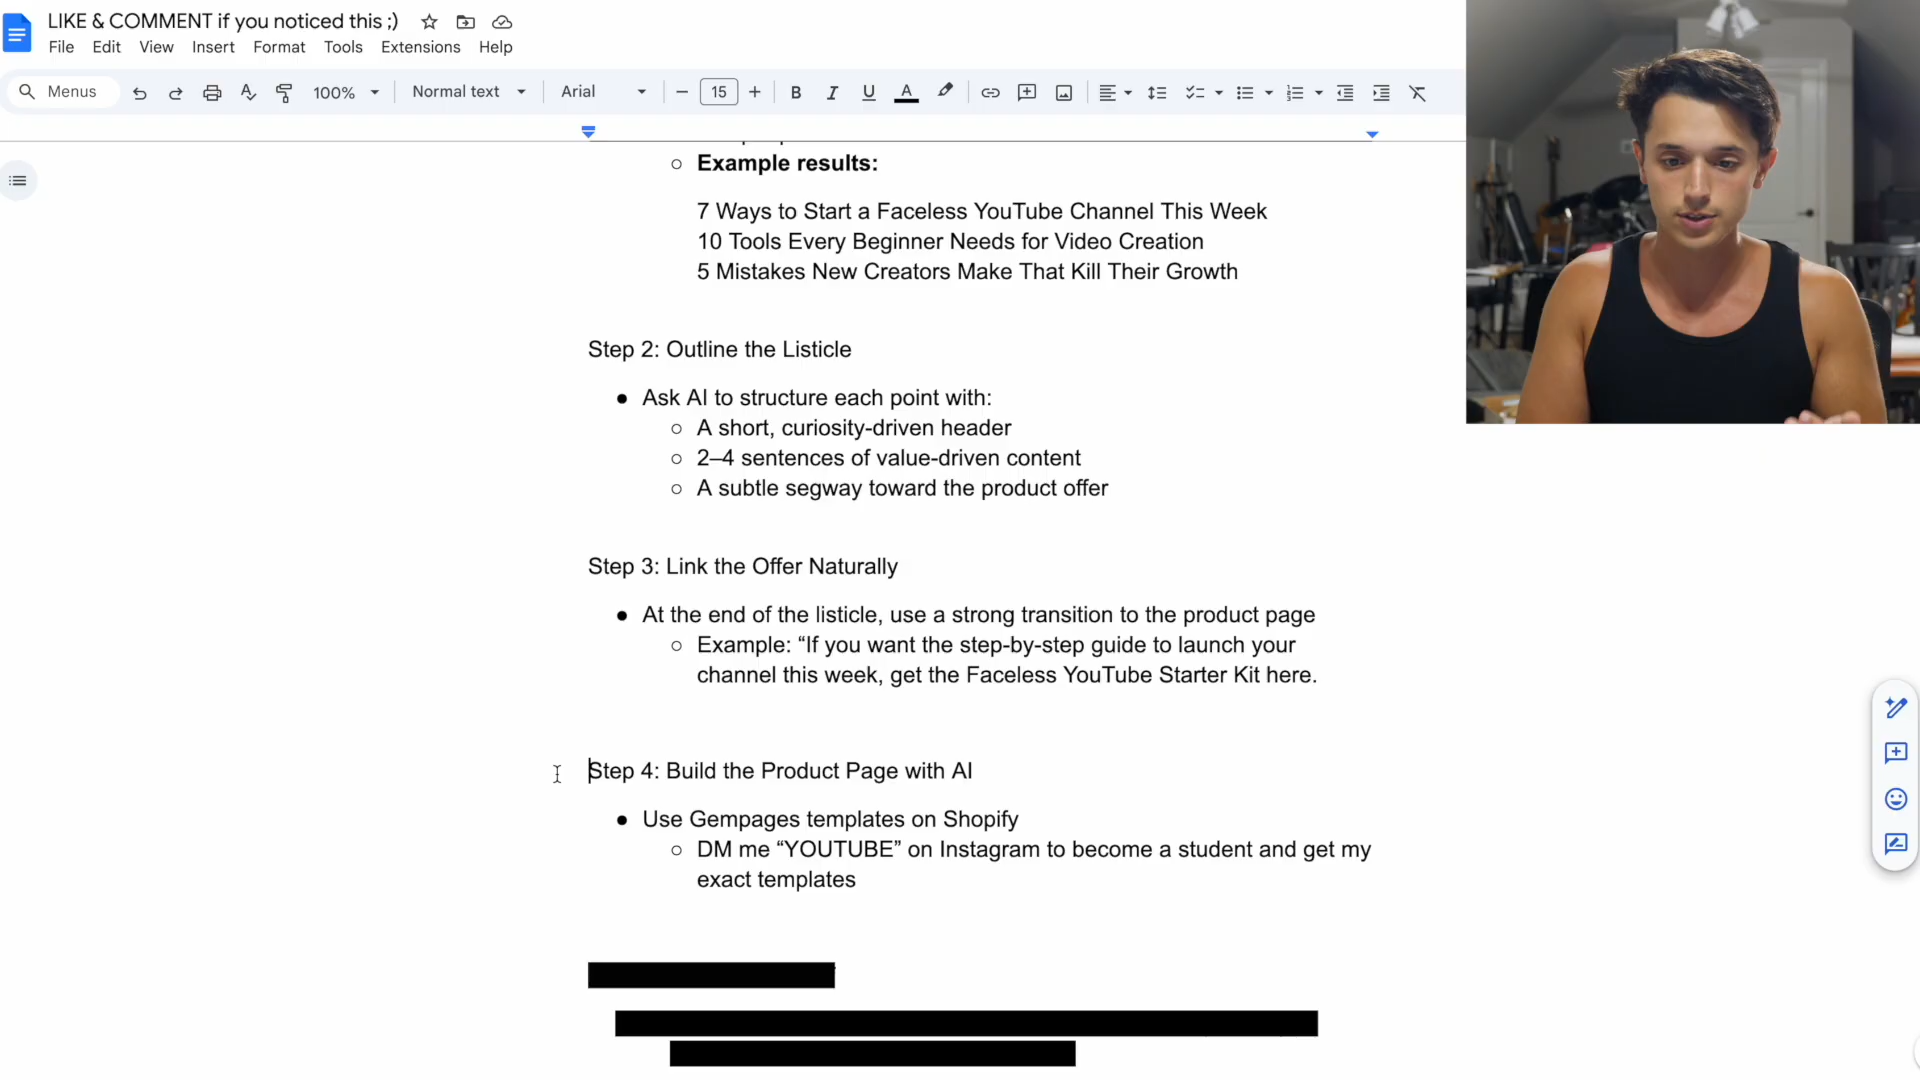 LIKE & COMMENT if you noticed this ;)
File Edit View Insert Format Tools Extensions Help
Menus 100% Normal text Arial 15 B I U A
Example results:
7 Ways to Start a Faceless YouTube Channel This Week
10 Tools Every Beginner Needs for Video Creation
5 Mistakes New Creators Make That Kill Their Growth
Step 2: Outline the Listicle
● Ask AI to structure each point with:
○ A short, curiosity-driven header
○ 2–4 sentences of value-driven content
○ A subtle segway toward the product offer
Step 3: Link the Offer Naturally
● At the end of the listicle, use a strong transition to the product page
○ Example: “If you want the step-by-step guide to launch your
channel this week, get the Faceless YouTube Starter Kit here.
Step 4: Build the Product Page with AI
● Use Gempages templates on Shopify
○ DM me “YOUTUBE” on Instagram to become a student and get my
exact templates